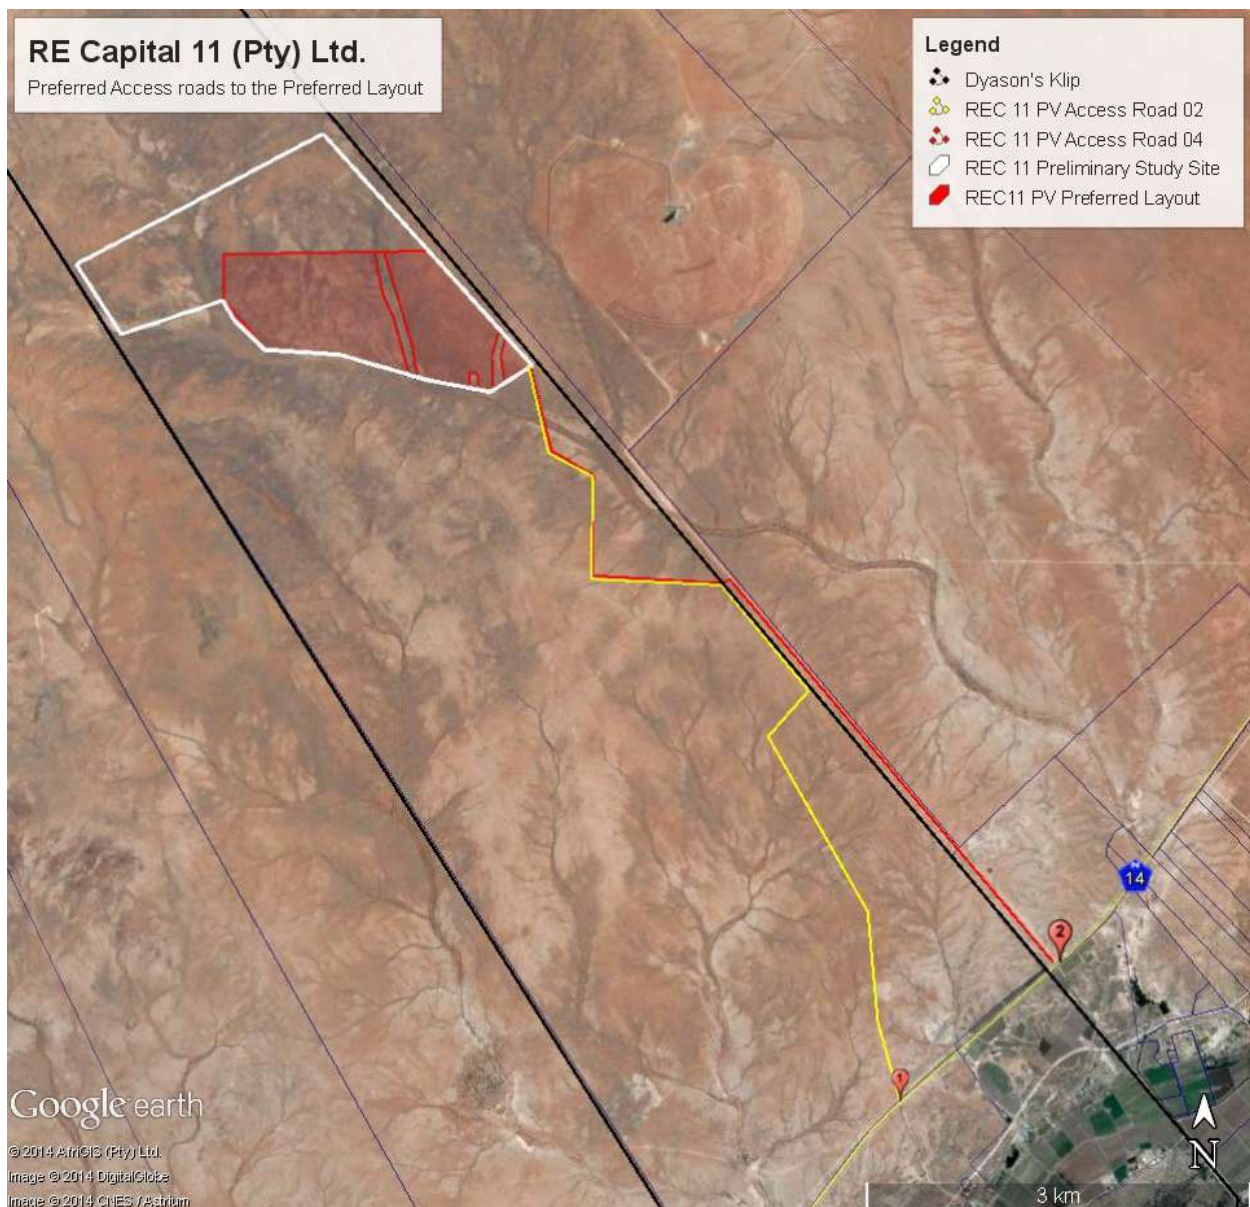 RE Capital 11 (Pty) Ltd.
Preferred Access roads to the Preferred Layout
Legend
Dyason's Klip
REC 11 PV Access Road 02
REC 11 PV Access Road 04
REC 11 Preliminary Study Site
REC11 PV Preferred Layout
N
14
2
1
Google earth
© 2014 AfriGIS (Pty) Ltd.
Image © 2014 DigitalGlobe
Image © 2014 CNES / Astrium
N
3 km